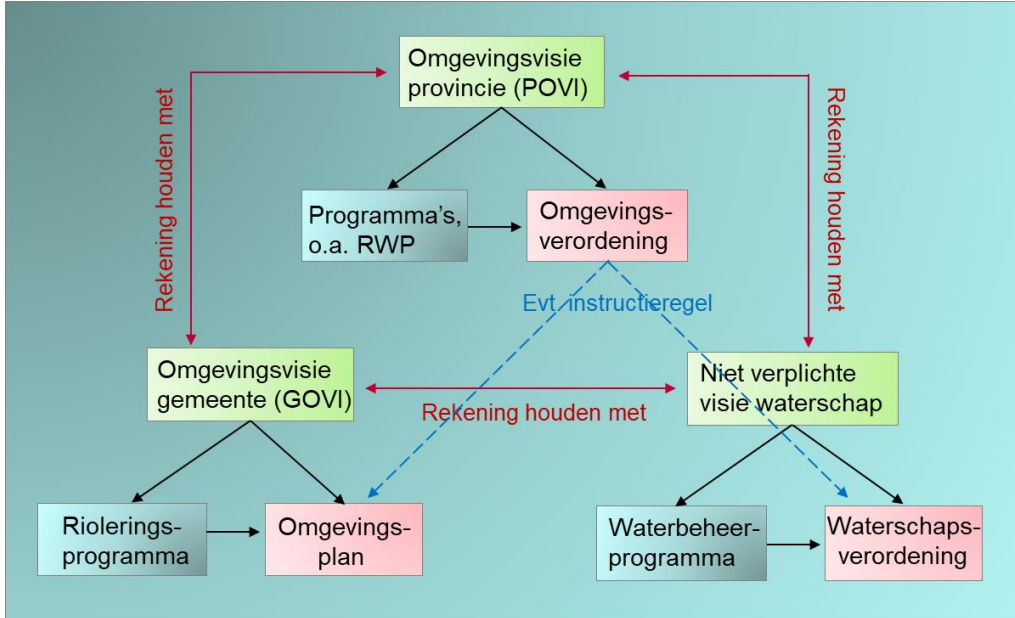 Omgevingsvisie
provincie (POVI)
Rekening houden met
Rekening houden met
Programma's,
o.a. RWP
Omgevings-
verordening
Evt. instructieregel
Omgevingsvisie
gemeente (GOVI)
Rekening houden met
Niet verplichte
visie waterschap
Riolerings-
programma
Omgevings-
plan
Waterbeheer-
programma
Waterschaps-
verordening